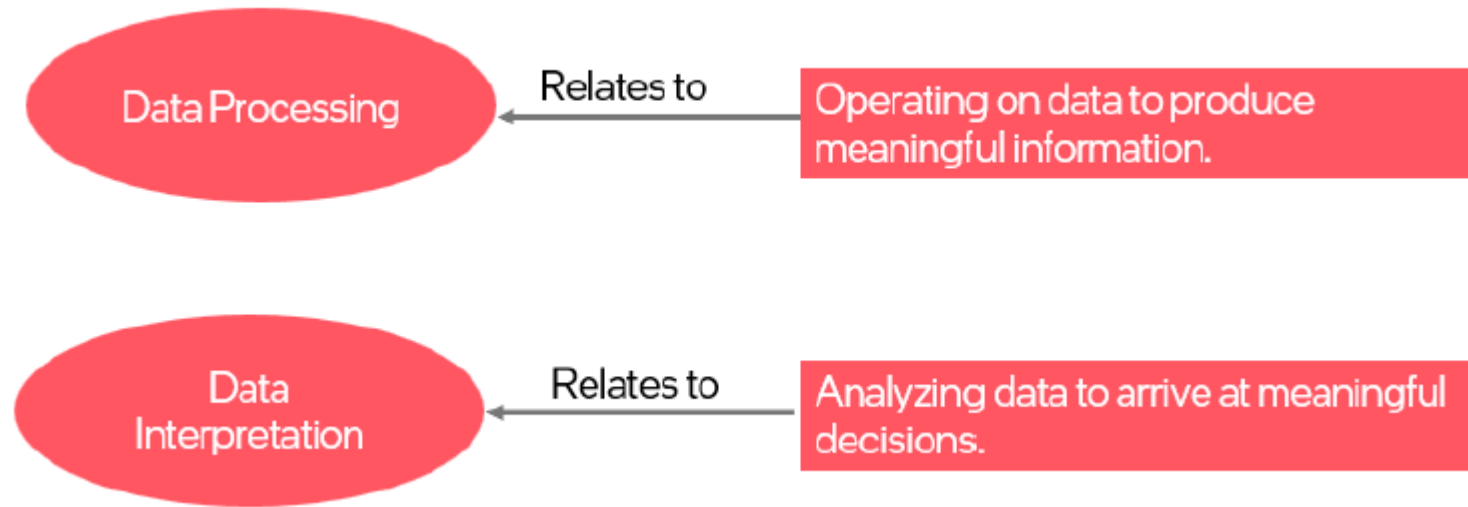 Data Processing
Relates to
Operating on data to produce
meaningful information.
Data
Interpretation
Relates to
Analyzing data to arrive at meaningful
decisions.